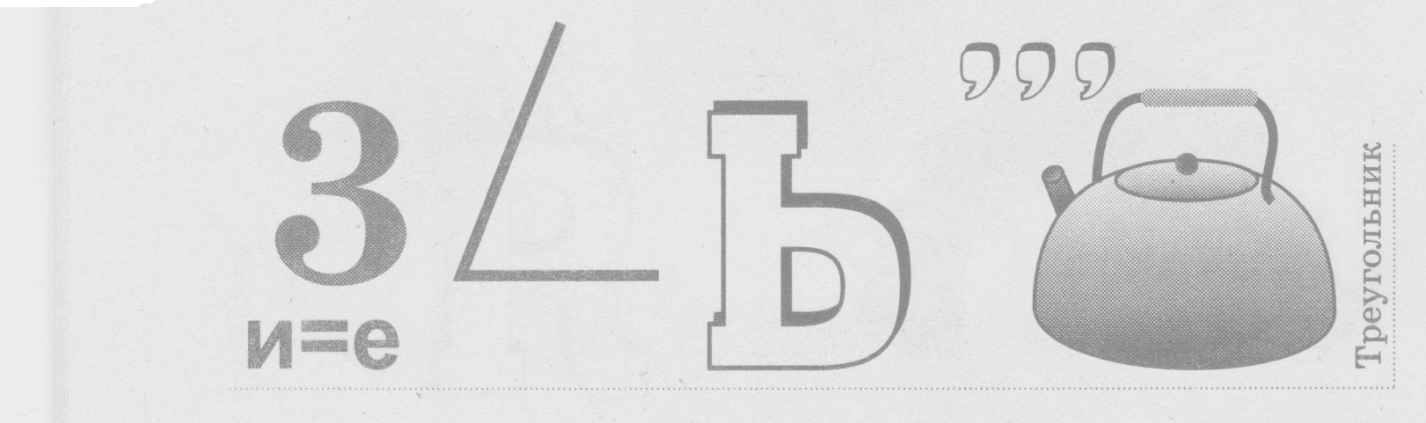 3 Ь ,,,
и=е
Треугольник